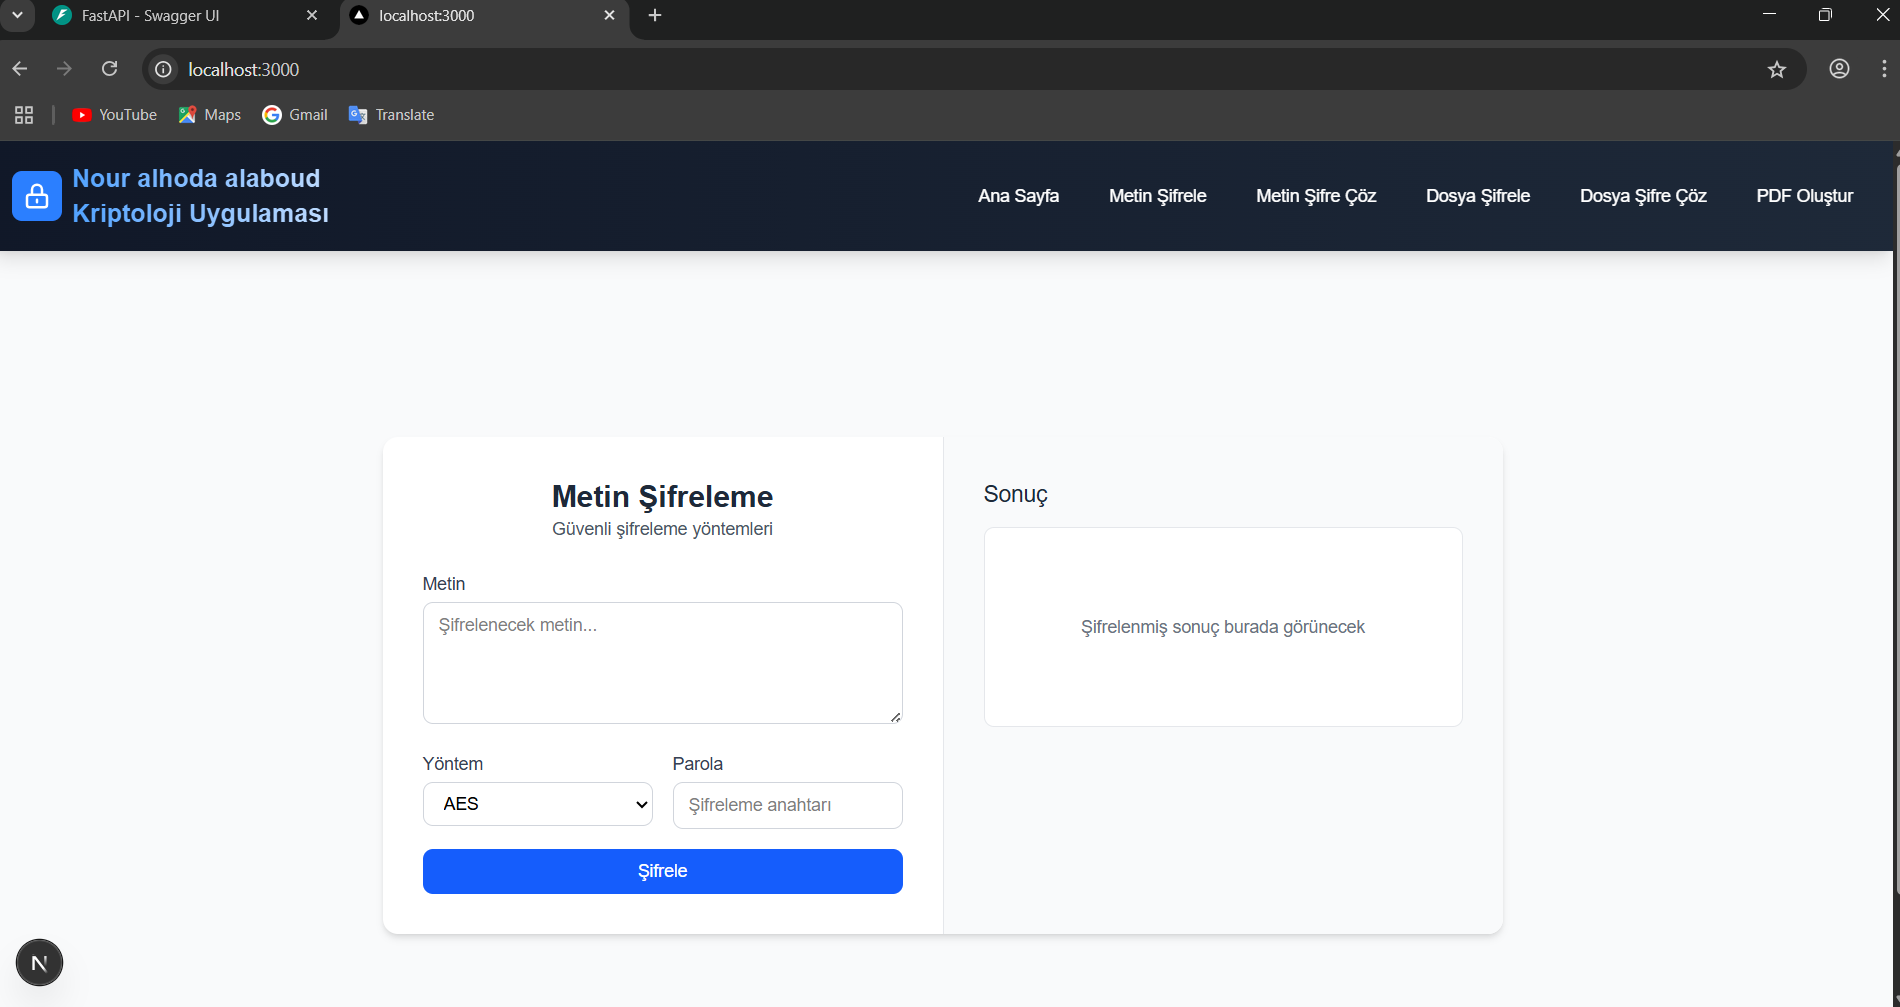 FastAPI - Swagger UI
localhost:3000
localhost:3000
YouTube
Maps
Gmail
Translate
Nour alhoda alaboud
Kriptoloji Uygulaması
Ana Sayfa
Metin Şifrele
Metin Şifre Çöz
Dosya Şifrele
Dosya Şifre Çöz
PDF Oluştur
Metin Şifreleme
Güvenli şifreleme yöntemleri
Metin
Şifrelenecek metin...
Yöntem
Parola
AES
Şifreleme anahtarı
Şifrele
Sonuç
Şifrelenmiş sonuç burada görünecek
N